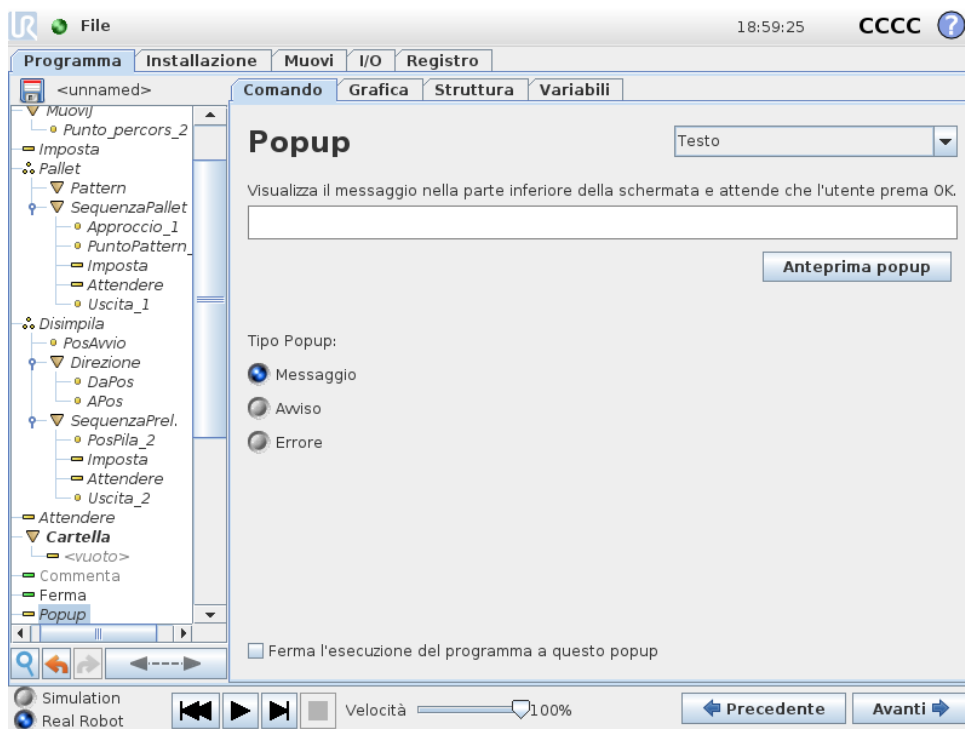 UR File 18:59:25 CCCC ?
Programma Installazione Muovi I/O Registro
<unnamed>
Comando Grafica Struttura Variabili
MuoviJ
Punto_percors_2
Imposta
Pallet
Pattern
SequenzaPallet
Approccio_1
PuntoPattern_
Imposta
Attendere
Uscita_1
Disimpila
PosAvvio
Direzione
DaPos
APos
SequenzaPrel.
PosPila_2
Imposta
Attendere
Uscita_2
Attendere
Cartella
<vuoto>
Commenta
Ferma
Popup
Popup
Testo
Visualizza il messaggio nella parte inferiore della schermata e attende che l'utente prema OK.
Anteprima popup
Tipo Popup:
Messaggio
Avviso
Errore
Ferma l'esecuzione del programma a questo popup
Simulation
Real Robot
Velocità 100%
Precedente Avanti